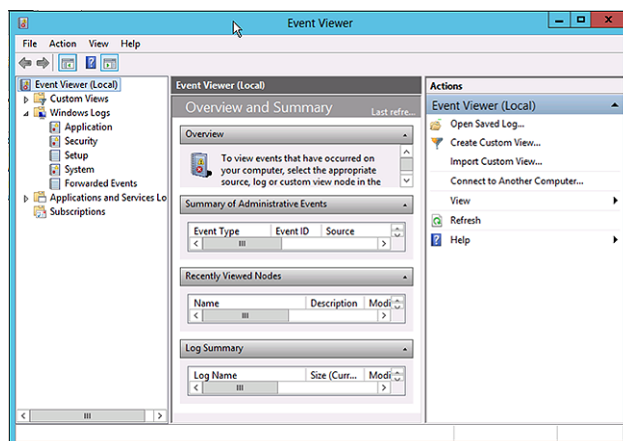 Event Viewer
File Action View Help
Event Viewer (Local)
Custom Views
Windows Logs
Application
Security
Setup
System
Forwarded Events
Applications and Services Lo
Subscriptions
Event Viewer (Local)
Overview and Summary Last refre...
Overview
To view events that have occurred on
your computer, select the appropriate
source, log or custom view node in the
Summary of Administrative Events
Event Type Event ID Source
Recently Viewed Nodes
Name Description Modi
Log Summary
Log Name Size (Curr... Modi
Actions
Event Viewer (Local)
Open Saved Log...
Create Custom View...
Import Custom View...
Connect to Another Computer...
View
Refresh
Help